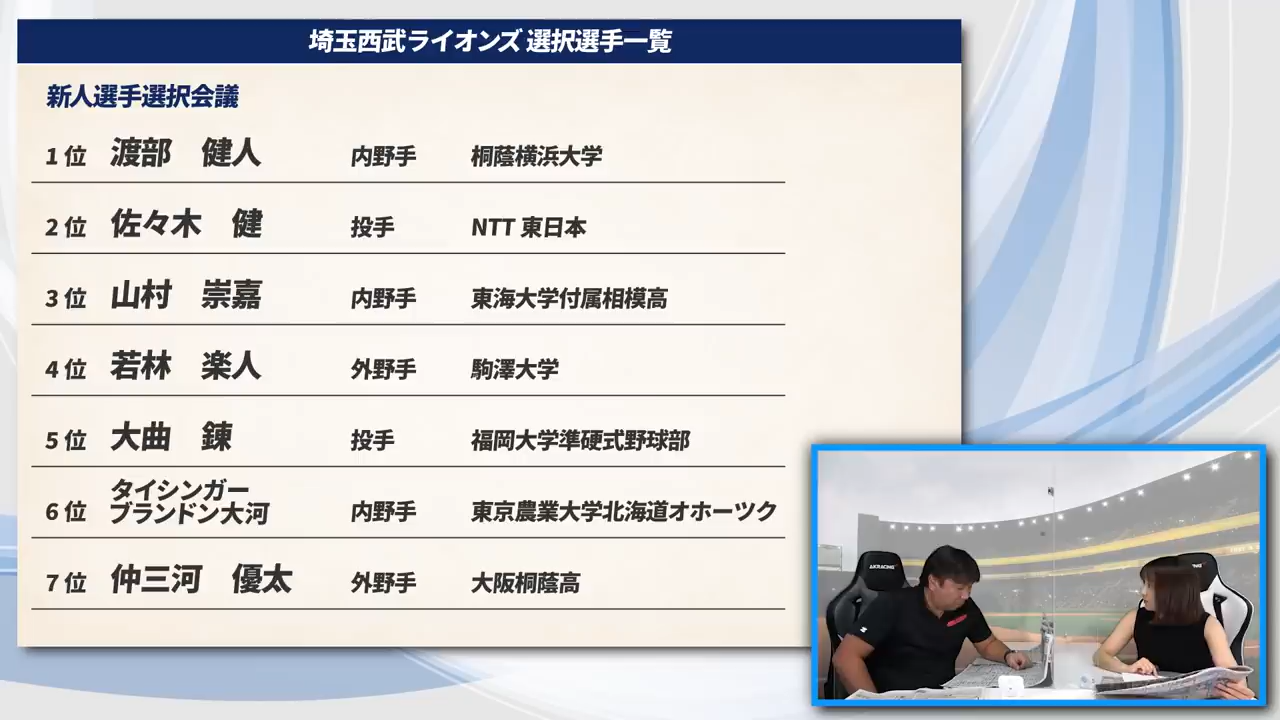 埼玉西武ライオンズ 選択選手一覧
新人選手選択会議
1位 渡部 健人 内野手 桐蔭横浜大学
2位 佐々木 健 投手 NTT 東日本
3位 山村 崇嘉 内野手 東海大学付属相模高
4位 若林 楽人 外野手 駒澤大学
5位 大曲 錬 投手 福岡大学準硬式野球部
6位 タイシンガー
ブランドン大河 内野手 東京農業大学北海道オホーツク
7位 仲三河 優太 外野手 大阪桐蔭高
AKRACING